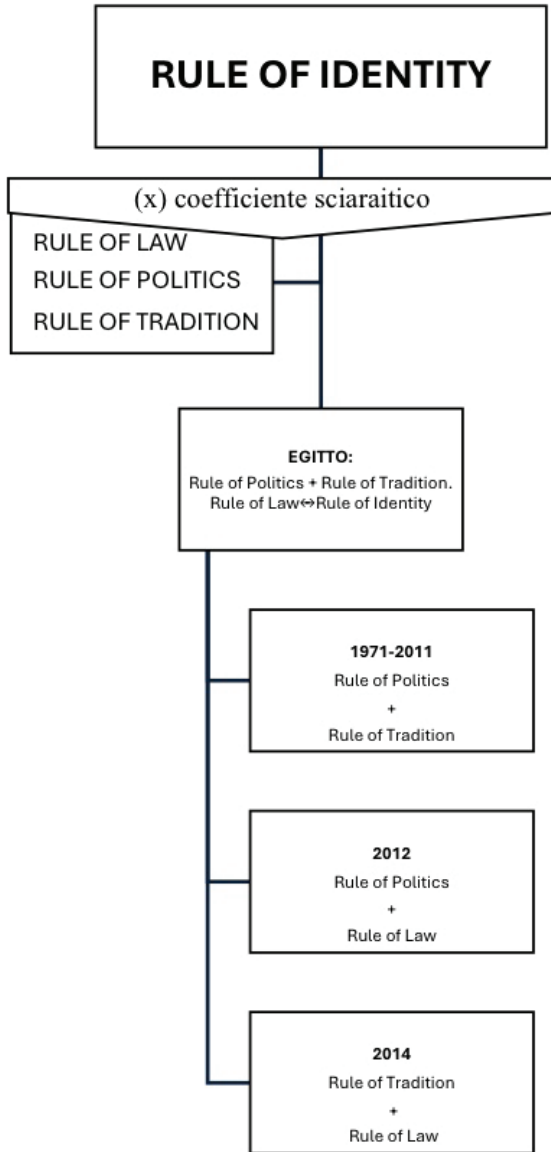 RULE OF IDENTITY
(x) coefficiente sciaraitico
RULE OF LAW
RULE OF POLITICS
RULE OF TRADITION
EGITTO:
Rule of Politics + Rule of Tradition.
Rule of Law⇔Rule of Identity
1971-2011
Rule of Politics
+
Rule of Tradition
2012
Rule of Politics
+
Rule of Law
2014
Rule of Tradition
+
Rule of Law